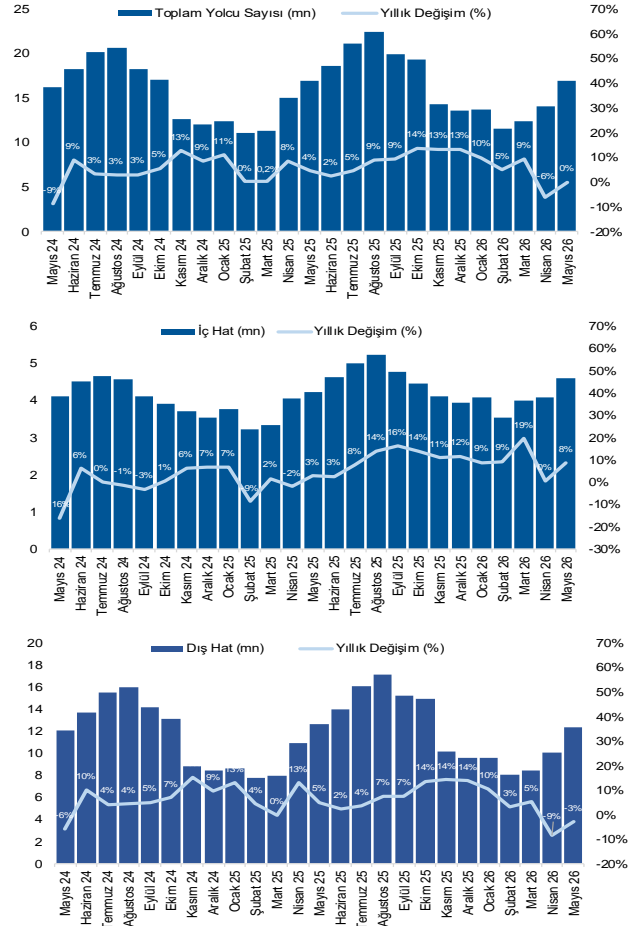 Toplam Yolcu Sayısı (mn) Yıllık Değişim (%)
25 20 15 10 5 0
70% 60% 50% 40% 30% 20% 10% 0% -10% -20%
-9% 9% 3% 3% 3% 5% 13% 9% 11% 0% 0,2% 8% 4% 2% 5% 9% 9% 14% 13% 13% 10% 5% 9% -6% 0%
Mayıs 24 Haziran 24 Temmuz 24 Ağustos 24 Eylül 24 Ekim 24 Kasım 24 Aralık 24 Ocak 25 Şubat 25 Mart 25 Nisan 25 Mayıs 25 Haziran 25 Temmuz 25 Ağustos 25 Eylül 25 Ekim 25 Kasım 25 Aralık 25 Ocak 26 Şubat 26 Mart 26 Nisan 26 Mayıs 26
İç Hat (mn) Yıllık Değişim (%)
6 5 4 3 2 1 0
70% 60% 50% 40% 30% 20% 10% 0% -10% -20% -30%
16% 6% 0% -1% -3% 1% 6% 7% 7% -9% 2% -2% 3% 3% 8% 14% 16% 14% 11% 12% 9% 9% 19% 0% 8%
Mayıs 24 Haziran 24 Temmuz 24 Ağustos 24 Eylül 24 Ekim 24 Kasım 24 Aralık 24 Ocak 25 Şubat 25 Mart 25 Nisan 25 Mayıs 25 Haziran 25 Temmuz 25 Ağustos 25 Eylül 25 Ekim 25 Kasım 25 Aralık 25 Ocak 26 Şubat 26 Mart 26 Nisan 26 Mayıs 26
Dış Hat (mn) Yıllık Değişim (%)
20 18 16 14 12 10 8 6 4 2 0
70% 60% 50% 40% 30% 20% 10% 0% -10% -20%
-6% 10% 4% 4% 5% 7% 9% 13% 4% 0% 13% 5% 2% 4% 7% 7% 14% 14% 14% 10% 3% 5% -9% -3%
Mayıs 24 Haziran 24 Temmuz 24 Ağustos 24 Eylül 24 Ekim 24 Kasım 24 Aralık 24 Ocak 25 Şubat 25 Mart 25 Nisan 25 Mayıs 25 Haziran 25 Temmuz 25 Ağustos 25 Eylül 25 Ekim 25 Kasım 25 Aralık 25 Ocak 26 Şubat 26 Mart 26 Nisan 26 Mayıs 26